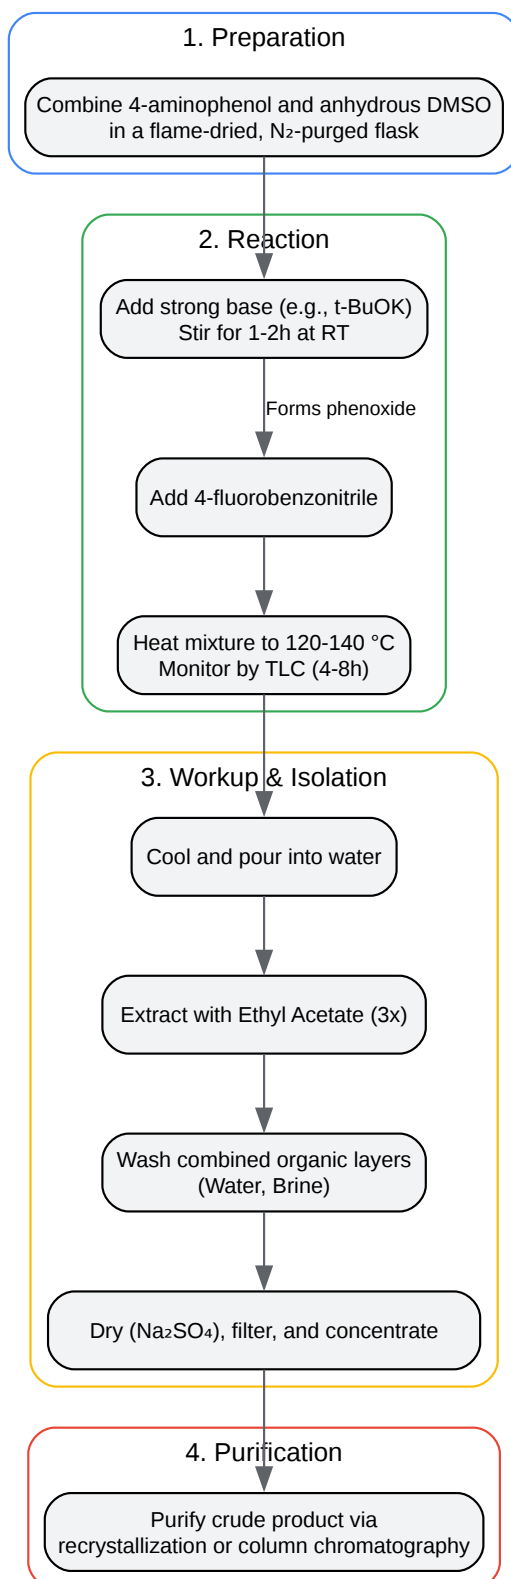 1. Preparation
Combine 4-aminophenol and anhydrous DMSO
in a flame-dried, N₂-purged flask
2. Reaction
Add strong base (e.g., t-BuOK)
Stir for 1-2h at RT
Forms phenoxide
Add 4-fluorobenzonitrile
Heat mixture to 120-140 °C
Monitor by TLC (4-8h)
3. Workup & Isolation
Cool and pour into water
Extract with Ethyl Acetate (3x)
Wash combined organic layers
(Water, Brine)
Dry (Na₂SO₄), filter, and concentrate
4. Purification
Purify crude product via
recrystallization or column chromatography